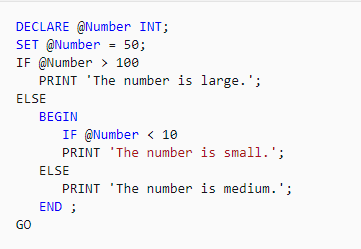 DECLARE @Number INT;
SET @Number = 50;
IF @Number > 100
   PRINT 'The number is large.';
ELSE
   BEGIN
      IF @Number < 10
      PRINT 'The number is small.';
   ELSE
      PRINT 'The number is medium.';
   END ;
GO